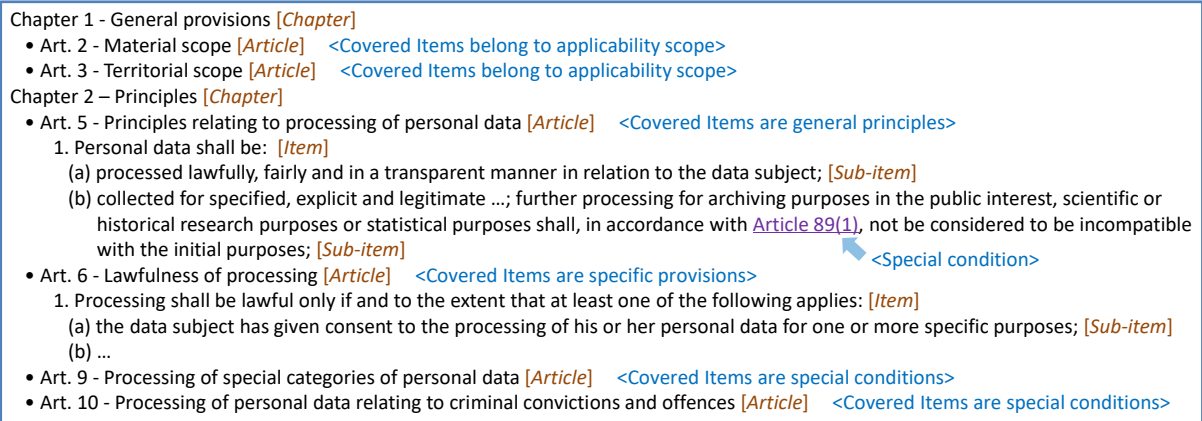 Chapter 1 - General provisions [Chapter]
• Art. 2 - Material scope [Article] <Covered Items belong to applicability scope>
• Art. 3 - Territorial scope [Article] <Covered Items belong to applicability scope>
Chapter 2 – Principles [Chapter]
• Art. 5 - Principles relating to processing of personal data [Article] <Covered Items are general principles>
1. Personal data shall be: [Item]
(a) processed lawfully, fairly and in a transparent manner in relation to the data subject; [Sub-item]
(b) collected for specified, explicit and legitimate …; further processing for archiving purposes in the public interest, scientific or
historical research purposes or statistical purposes shall, in accordance with Article 89(1), not be considered to be incompatible
with the initial purposes; [Sub-item]
<Special condition>
• Art. 6 - Lawfulness of processing [Article] <Covered Items are specific provisions>
1. Processing shall be lawful only if and to the extent that at least one of the following applies: [Item]
(a) the data subject has given consent to the processing of his or her personal data for one or more specific purposes; [Sub-item]
(b) …
• Art. 9 - Processing of special categories of personal data [Article] <Covered Items are special conditions>
• Art. 10 - Processing of personal data relating to criminal convictions and offences [Article] <Covered Items are special conditions>